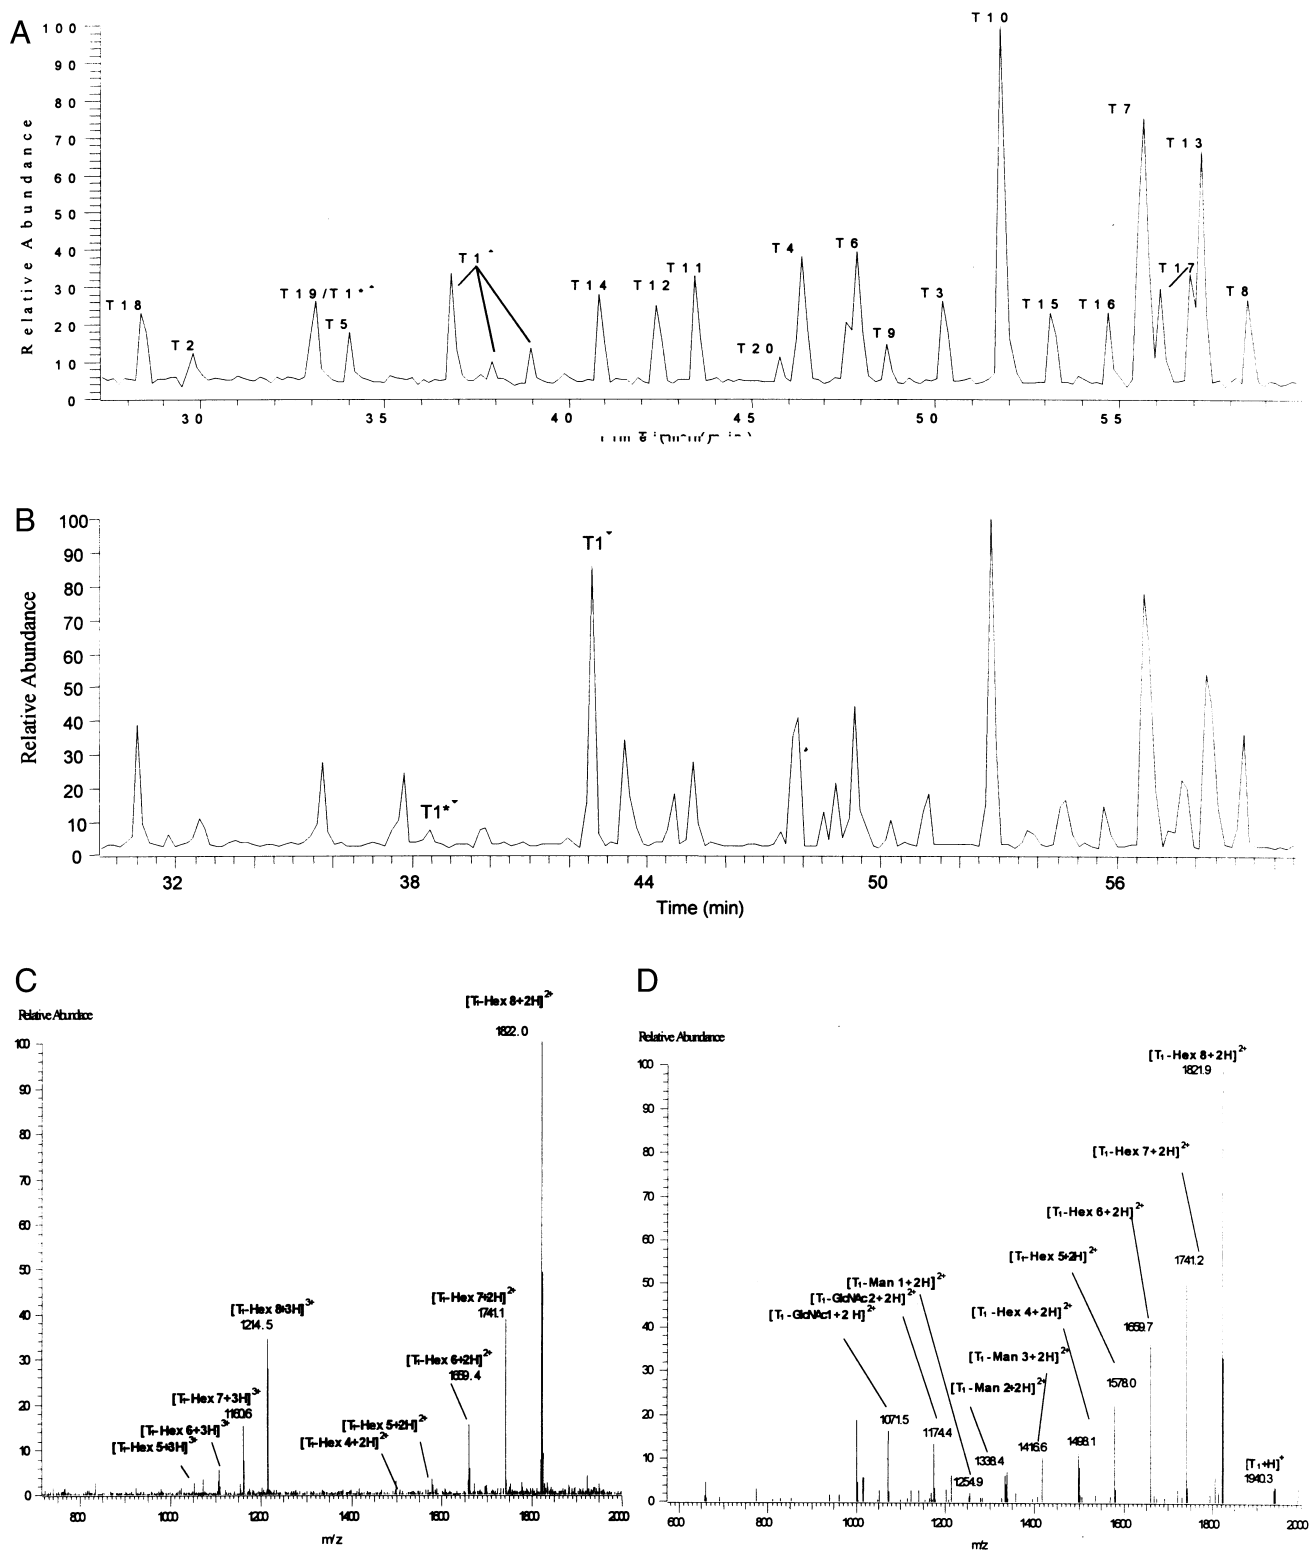 A
Relative Abundance
100
90
80
70
60
50
40
30
20
10
0
T10
T7
T13
T1
T4
T6
T11
T14
T12
T17
T18
T19/T1**
T5
T2
T20
T9
T3
T15
T16
T8
30 35 40 45 50 55
B
Relative Abundance
100
90
80
70
60
50
40
30
20
10
0
T1*
T1**
32 38 44 50 56
Time (min)
C
Relative Abundance
[T1-Hex 8+2H]2+
1822.0
100
90
80
70
60
50
40
30
20
10
0
[T1-Hex 7+2H]2+
1741.1
[T1-Hex 8+3H]3+
1214.5
[T1-Hex 6+2H]2+
1659.4
[T1-Hex 7+3H]3+
1160.6
[T1-Hex 6+3H]3+
[T1-Hex 5+3H]3+
[T1-Hex 5+2H]2+
[T1-Hex 4+2H]2+
800 1000 1200 1400 1600 1800 2000
m/z
D
Relative Abundance
[T1-Hex 8+2H]2+
1821.9
100
90
80
70
60
50
40
30
20
10
0
[T1-Hex 7+2H]2+
1741.2
[T1-Hex 6+2H]2+
1659.7
[T1-Hex 5+2H]2+
1578.0
[T1-Man 1+2H]2+
[T1-GlcNAc2+2H]2+
[T1-GlcNAc1+2H]2+
[T1-Hex 4+2H]2+
[T1-Man 3+2H]2+
[T1-Man 2+2H]2+
1071.5
1174.4
1254.9
1338.4
1416.6
1498.1
[T1+H]+
1940.3
600 800 1000 1200 1400 1600 1800 2000
m/z